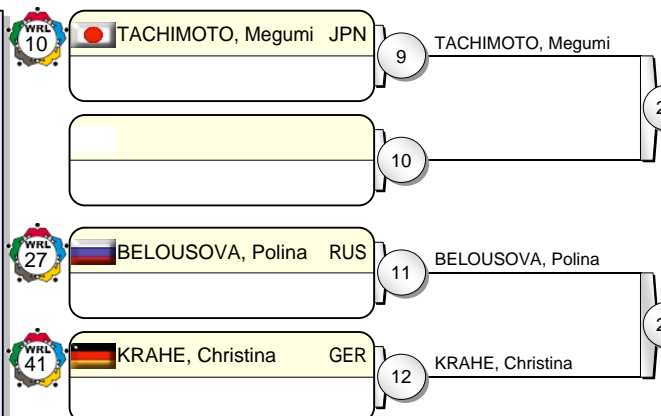 WRL
10
TACHIMOTO, Megumi JPN
9
TACHIMOTO, Megumi
10
WRL
27
BELOUSOVA, Polina RUS
11
BELOUSOVA, Polina
WRL
41
KRAHE, Christina GER
12
KRAHE, Christina